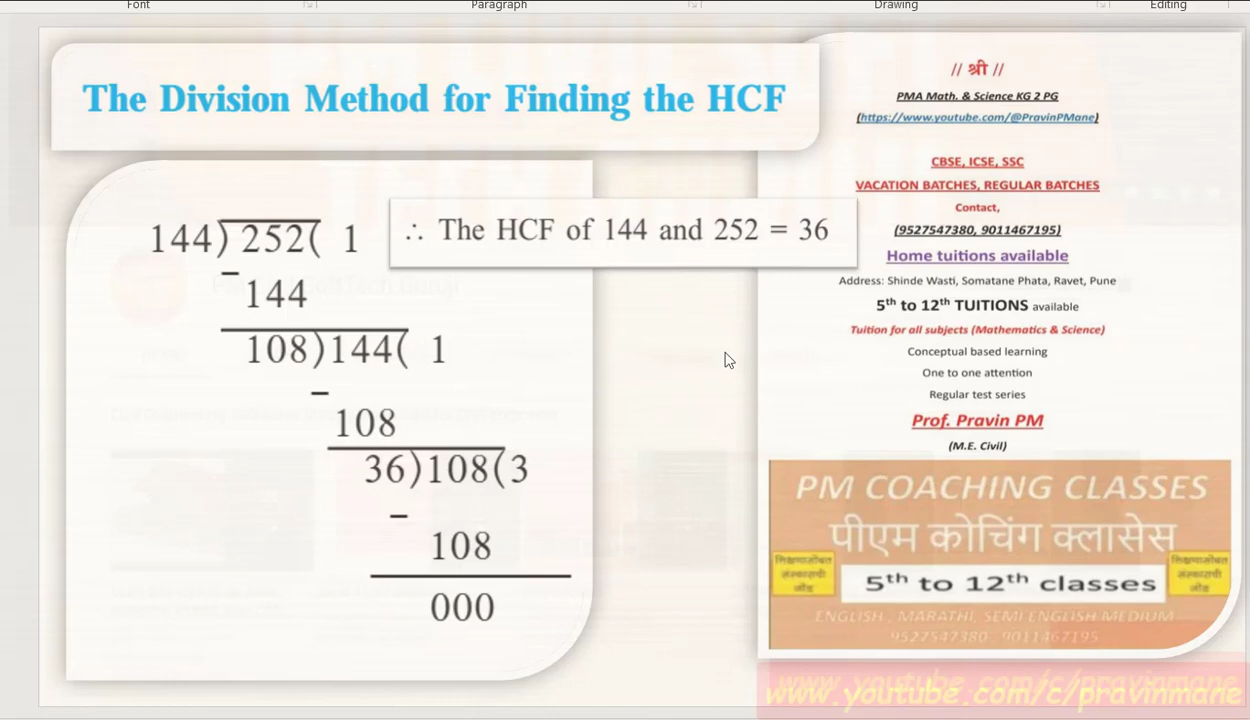 Font
Paragraph
Drawing
Editing
The Division Method for Finding the HCF
144) 252( 1
−
144
108)144( 1
−
108
36)108(3
−
108
000
∴ The HCF of 144 and 252 = 36
// श्री //
PMA Math. & Science KG 2 PG
(https://www.youtube.com/@PravinPMane)
CBSE, ICSE, SSC
VACATION BATCHES, REGULAR BATCHES
Contact,
(9527547380, 9011467195)
Home tuitions available
Address: Shinde Wasti, Somatane Phata, Ravet, Pune
5th to 12th TUITIONS available
Tuition for all subjects (Mathematics & Science)
Conceptual based learning
One to one attention
Regular test series
Prof. Pravin PM
(M.E. Civil)
PM COACHING CLASSES
पीएम कोचिंग क्लासेस
शिक्षणासोबत
संस्काराची
जोड
5th to 12th classes
शिक्षणासोबत
संस्काराची
जोड
ENGLISH , MARATHI, SEMI ENGLISH MEDIUM
9527547380 , 9011467195
www.youtube.com/c/pravinmane